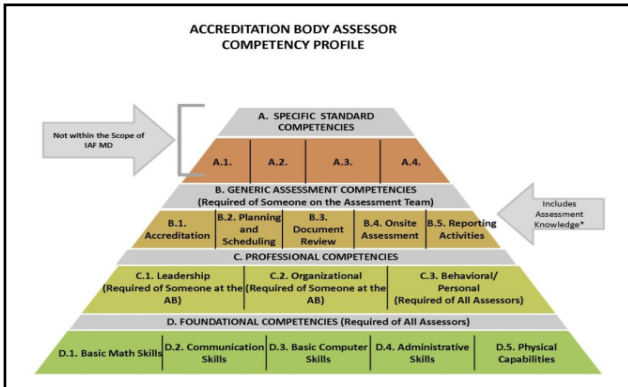 ACCREDITATION BODY ASSESSOR
COMPETENCY PROFILE
Not within the Scope of
IAF MD
A. SPECIFIC STANDARD
COMPETENCIES
A.1.
A.2.
A.3.
A.4.
B. GENERIC ASSESSMENT COMPETENCIES
(Required of Someone on the Assessment Team)
Includes
Assessment
Knowledge*
B.1.
Accreditation
B.2. Planning
and
Scheduling
B.3.
Document
Review
B.4. Onsite
Assessment
B.5. Reporting
Activities
C. PROFESSIONAL COMPETENCIES
C.1. Leadership
(Required of Someone at the
AB)
C.2. Organizational
(Required of Someone at the
AB)
C.3. Behavioral/
Personal
(Required of All Assessors)
D. FOUNDATIONAL COMPETENCIES (Required of All Assessors)
D.1. Basic Math Skills
D.2. Communication
Skills
D.3. Basic Computer
Skills
D.4. Administrative
Skills
D.5. Physical
Capabilities